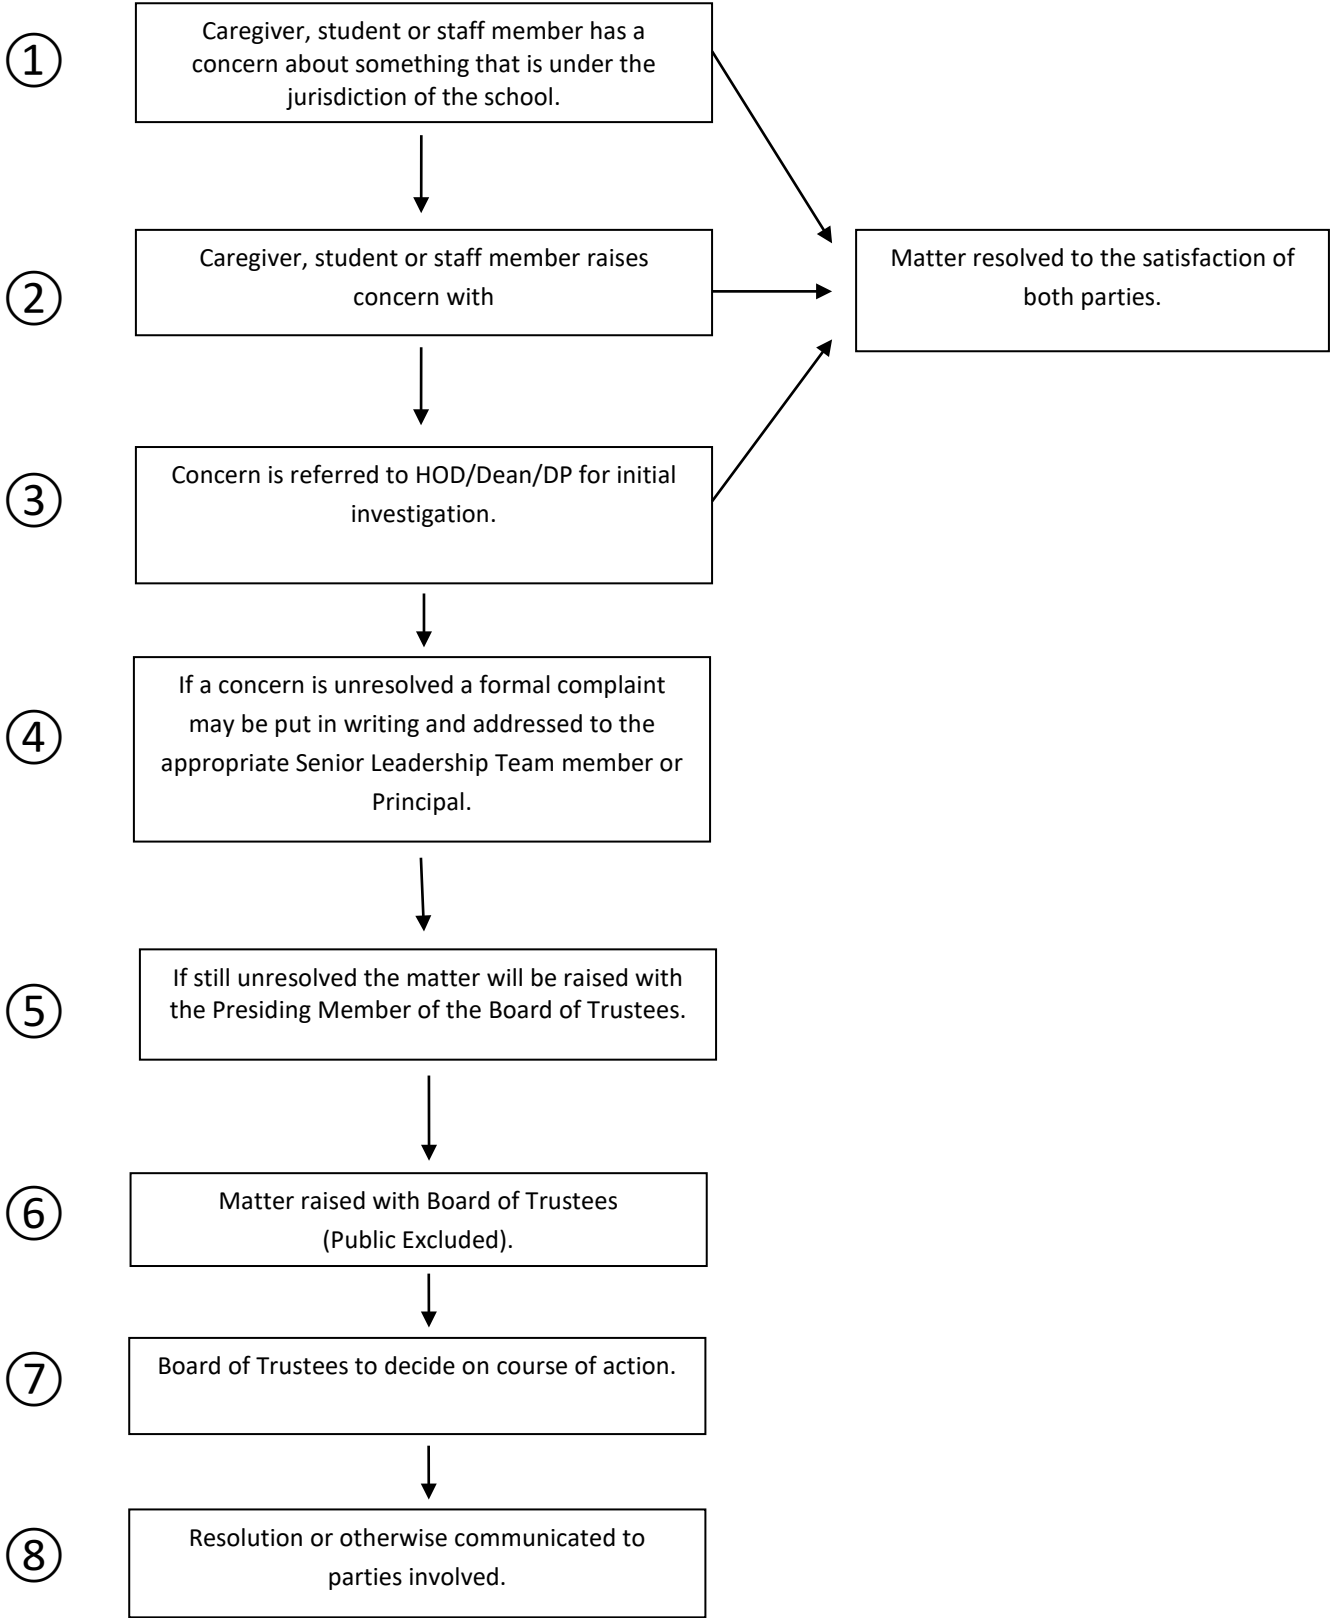 ①
Caregiver, student or staff member has a
concern about something that is under the
jurisdiction of the school.
②
Caregiver, student or staff member raises
concern with
Matter resolved to the satisfaction of
both parties.
③
Concern is referred to HOD/Dean/DP for initial
investigation.
④
If a concern is unresolved a formal complaint
may be put in writing and addressed to the
appropriate Senior Leadership Team member or
Principal.
⑤
If still unresolved the matter will be raised with
the Presiding Member of the Board of Trustees.
⑥
Matter raised with Board of Trustees
(Public Excluded).
⑦
Board of Trustees to decide on course of action.
⑧
Resolution or otherwise communicated to
parties involved.